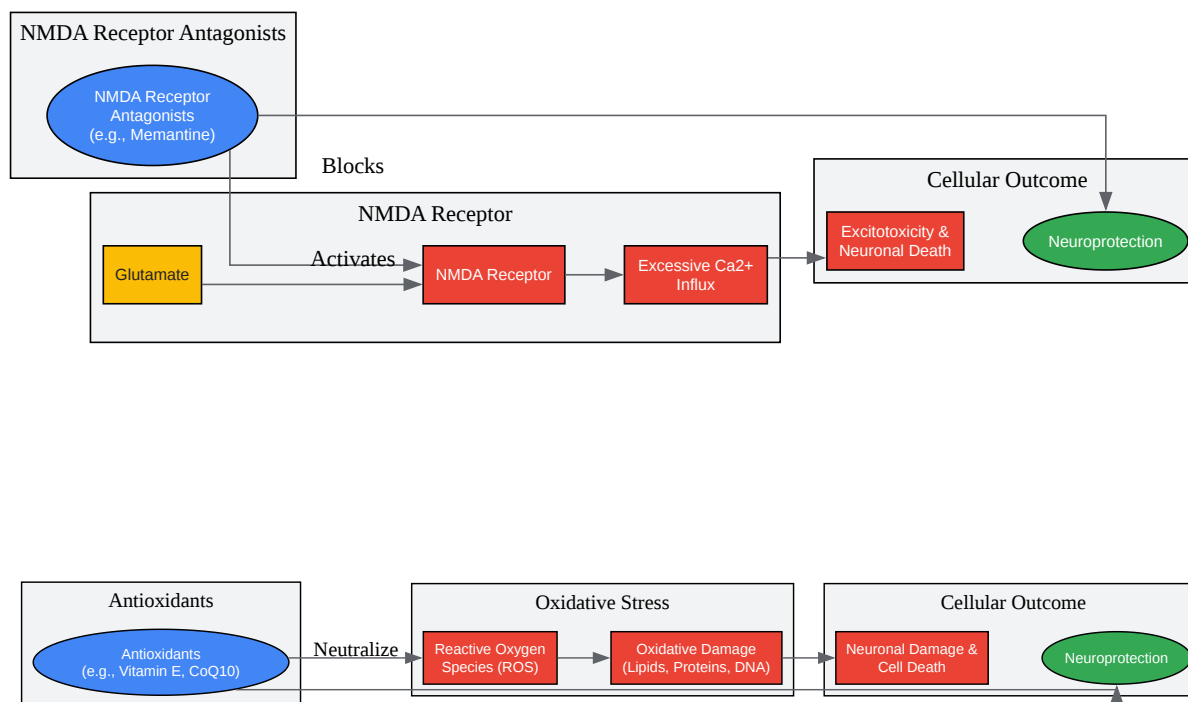 NMDA Receptor Antagonists
NMDA Receptor
Antagonists
(e.g., Memantine)
Blocks
Cellular Outcome
NMDA Receptor
Excitotoxicity &
Neuronal Death
Neuroprotection
Activates
Glutamate
NMDA Receptor
Excessive Ca2+
Influx
Antioxidants
Oxidative Stress
Cellular Outcome
Antioxidants
(e.g., Vitamin E, CoQ10)
Neutralize
Reactive Oxygen
Species (ROS)
Oxidative Damage
(Lipids, Proteins, DNA)
Neuronal Damage &
Cell Death
Neuroprotection